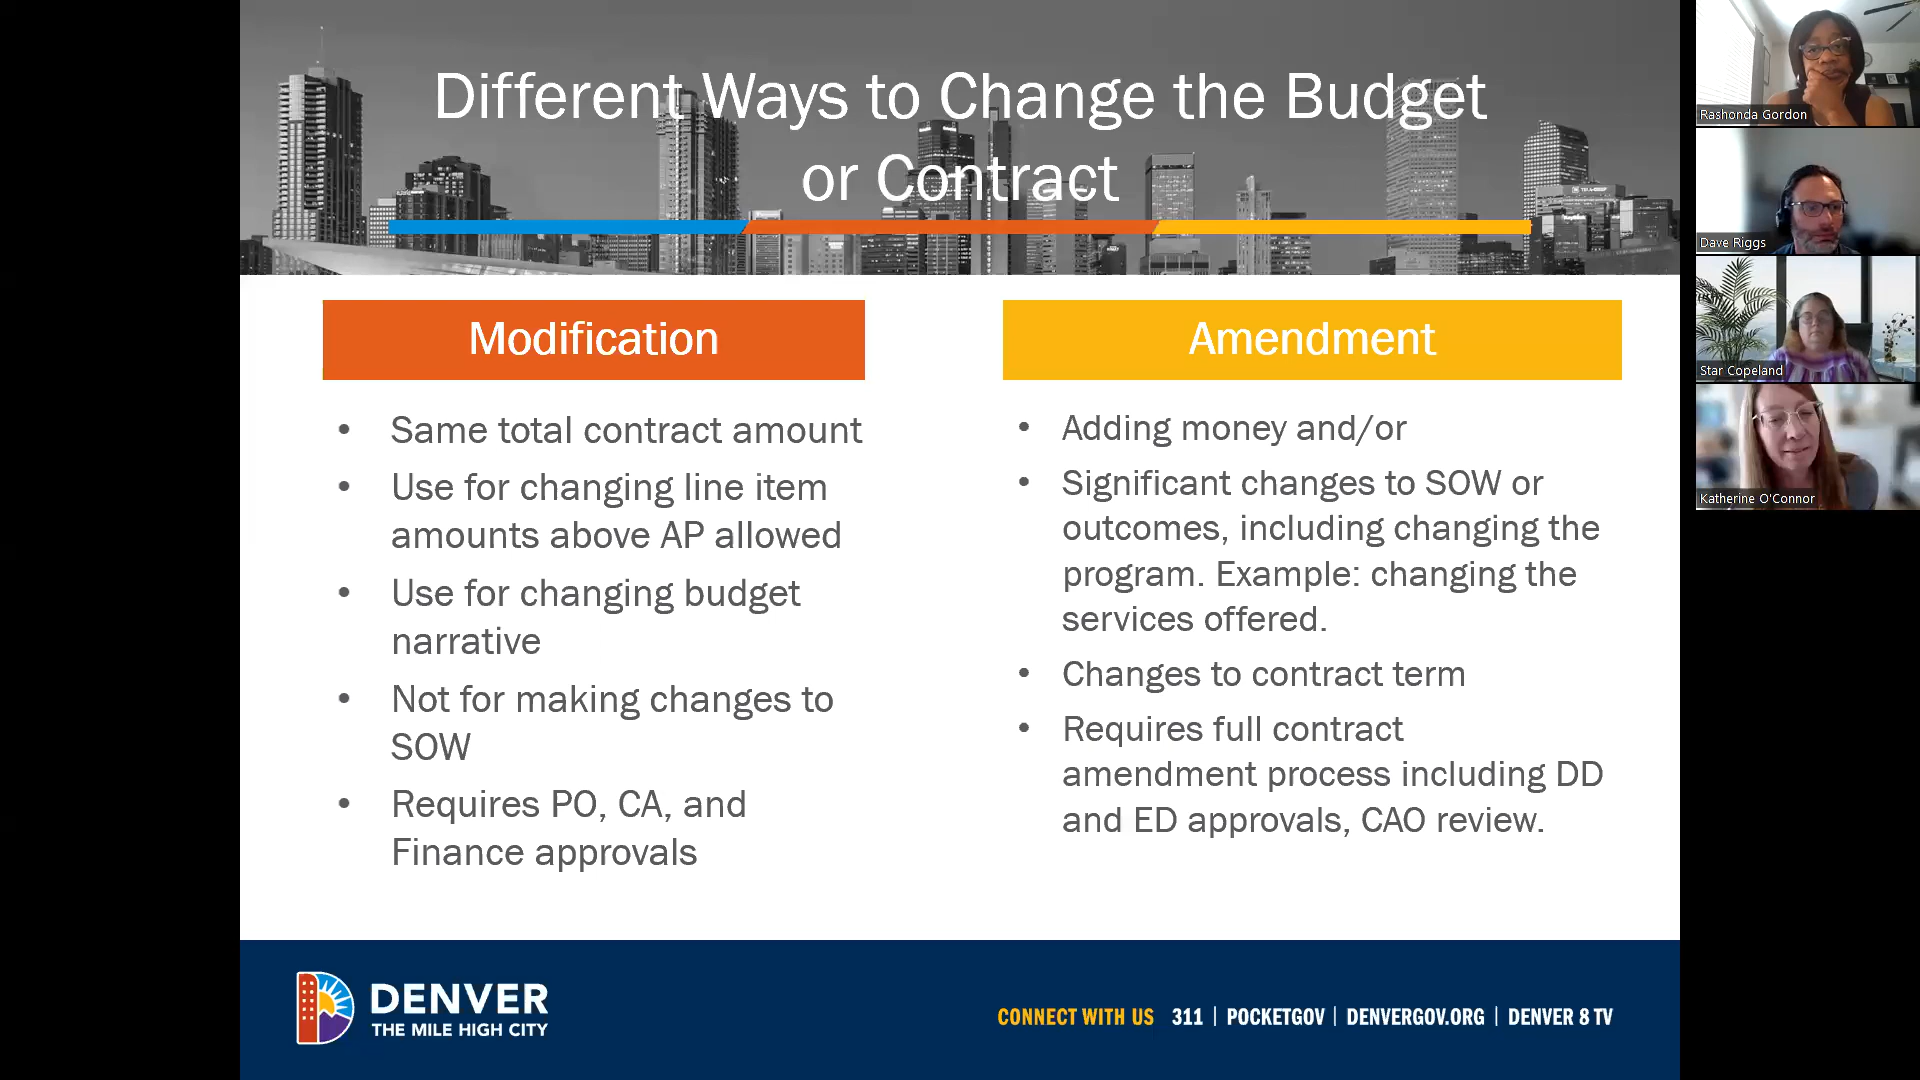 Different Ways to Change the Budget
or Contract
Modification
• Same total contract amount
• Use for changing line item
amounts above AP allowed
• Use for changing budget
narrative
• Not for making changes to
SOW
• Requires PO, CA, and
Finance approvals
Amendment
• Adding money and/or
• Significant changes to SOW or
outcomes, including changing the
program. Example: changing the
services offered.
• Changes to contract term
• Requires full contract
amendment process including DD
and ED approvals, CAO review.
DENVER
THE MILE HIGH CITY
CONNECT WITH US 311 | POCKETGOV | DENVERGOV.ORG | DENVER 8 TV
Rashonda Gordon
Dave Riggs
Star Copeland
Katherine O'Connor